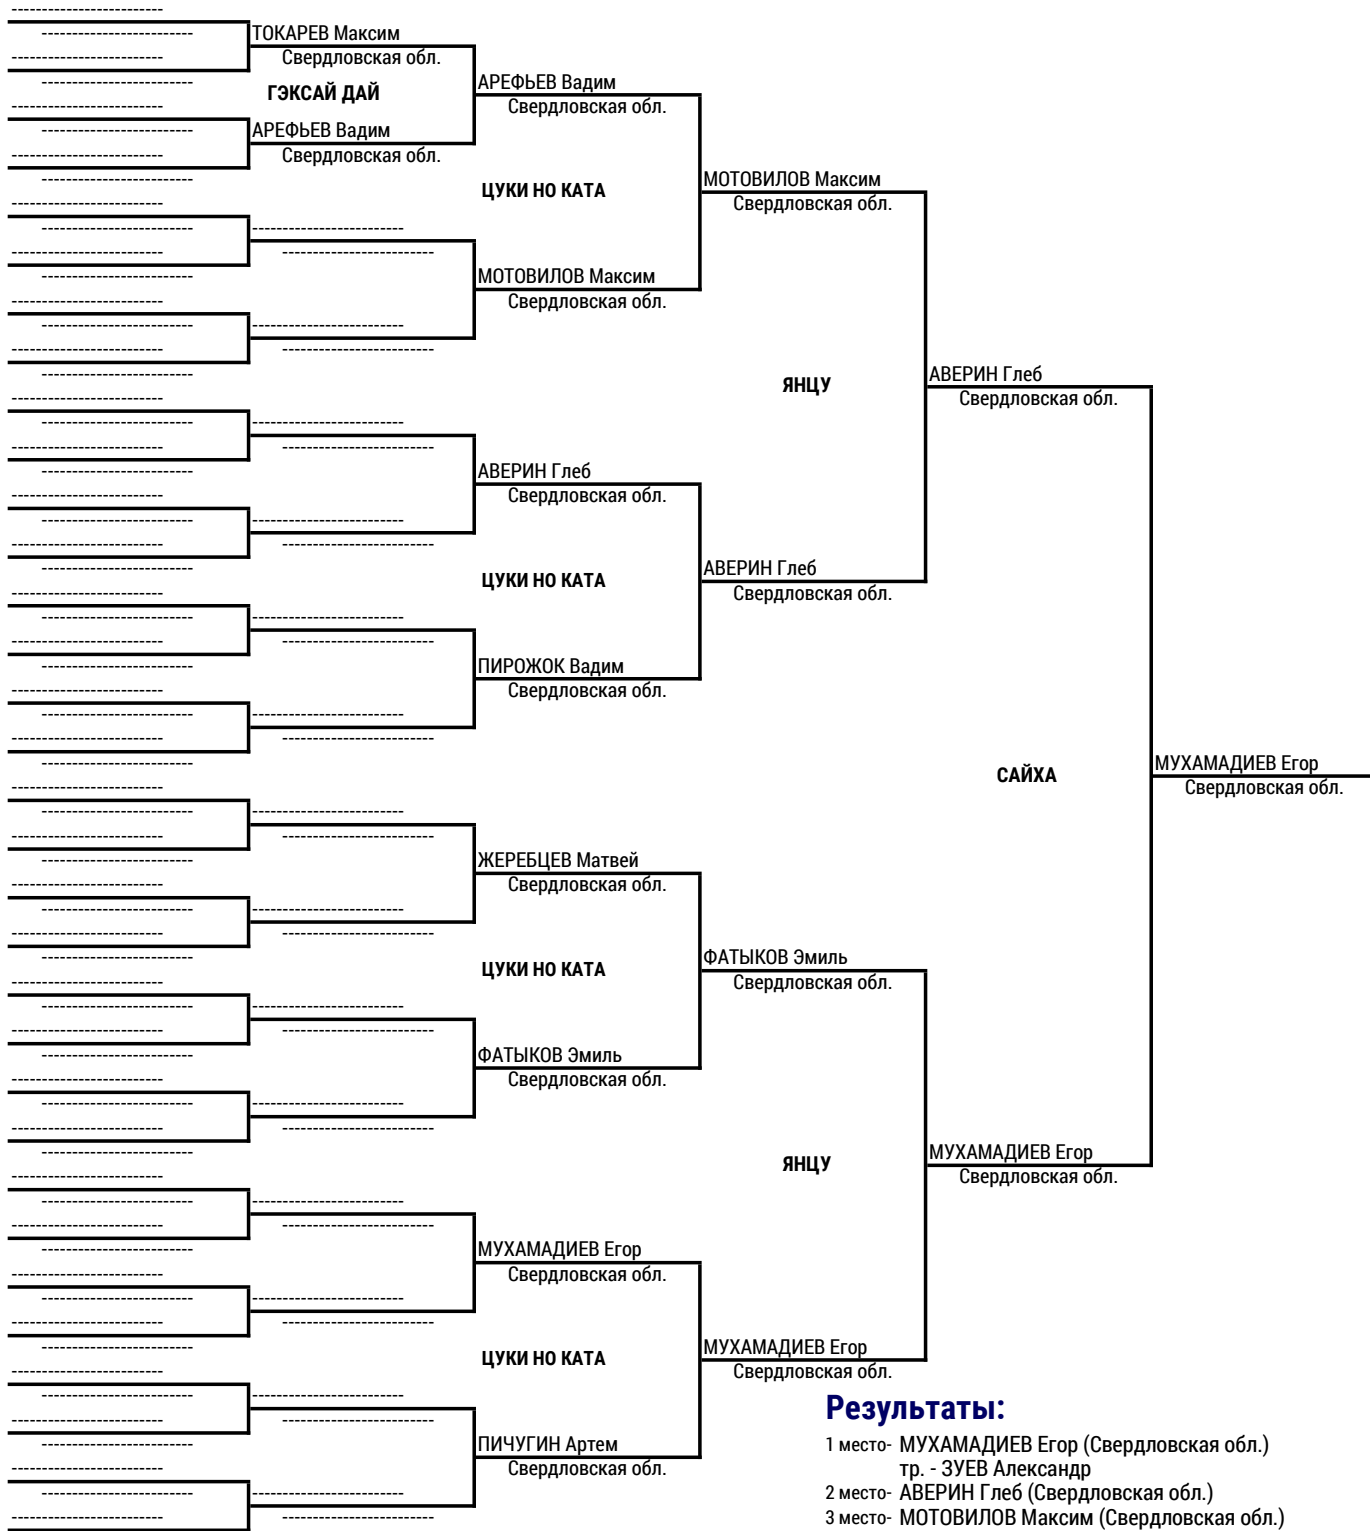 ТОКАРЕВ Максим
Свердловская обл.
ГЭКСАЙ ДАЙ
АРЕФЬЕВ Вадим
Свердловская обл.
АРЕФЬЕВ Вадим
Свердловская обл.
ЦУКИ НО КАТА
МОТОВИЛОВ Максим
Свердловская обл.
МОТОВИЛОВ Максим
Свердловская обл.
ЯНЦУ
АВЕРИН Глеб
Свердловская обл.
АВЕРИН Глеб
Свердловская обл.
ЦУКИ НО КАТА
АВЕРИН Глеб
Свердловская обл.
ПИРОЖОК Вадим
Свердловская обл.
САЙХА
МУХАМАДИЕВ Егор
Свердловская обл.
ЖЕРЕБЦЕВ Матвей
Свердловская обл.
ЦУКИ НО КАТА
ФАТЫКОВ Эмиль
Свердловская обл.
ФАТЫКОВ Эмиль
Свердловская обл.
ЯНЦУ
МУХАМАДИЕВ Егор
Свердловская обл.
МУХАМАДИЕВ Егор
Свердловская обл.
ЦУКИ НО КАТА
МУХАМАДИЕВ Егор
Свердловская обл.
ПИЧУГИН Артем
Свердловская обл.
Результаты:
1 место- МУХАМАДИЕВ Егор (Свердловская обл.)
тр. - ЗУЕВ Александр
2 место- АВЕРИН Глеб (Свердловская обл.)
3 место- МОТОВИЛОВ Максим (Свердловская обл.)